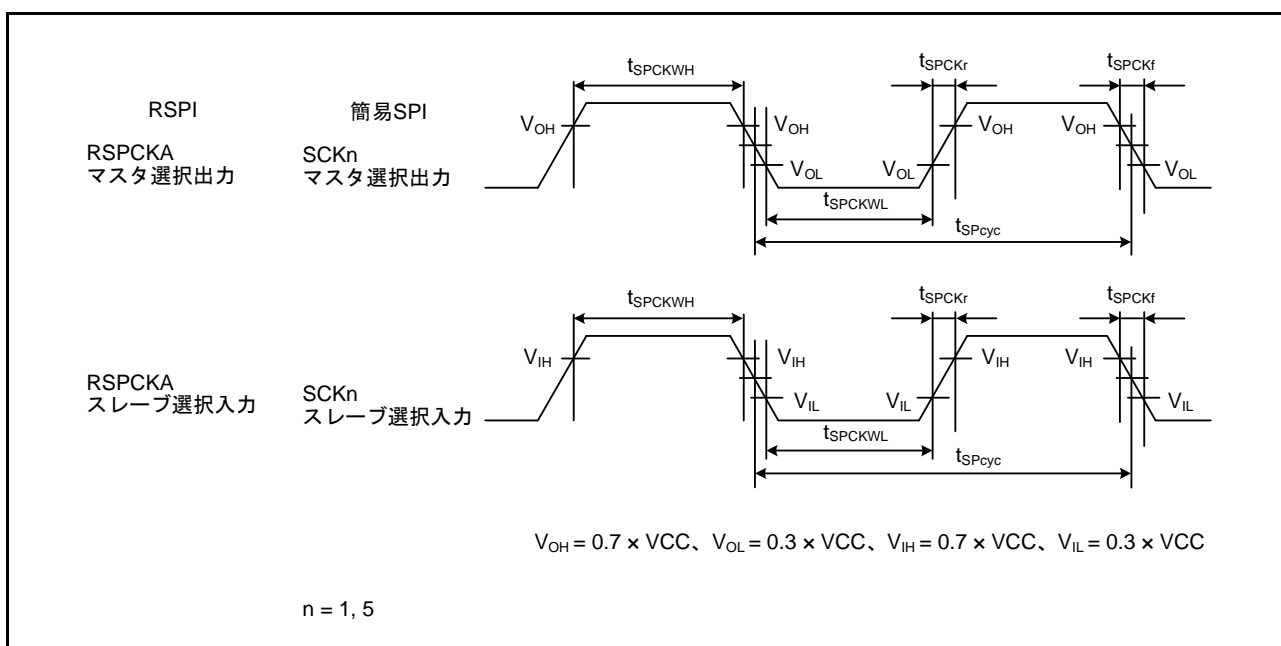 RSPI
簡易SPI
RSPCKA
マスタ選択出力
SCKn
マスタ選択出力
tSPCKWH
tSPCKr
tSPCKf
VOH
VOH
VOH
VOH
VOL
VOL
VOL
tSPCKWL
tSPcyc
RSPCKA
スレーブ選択入力
SCKn
スレーブ選択入力
tSPCKWH
tSPCKr
tSPCKf
VIH
VIH
VIH
VIH
VIL
VIL
VIL
tSPCKWL
tSPcyc
VOH = 0.7 × VCC、VOL = 0.3 × VCC、VIH = 0.7 × VCC、VIL = 0.3 × VCC
n = 1, 5